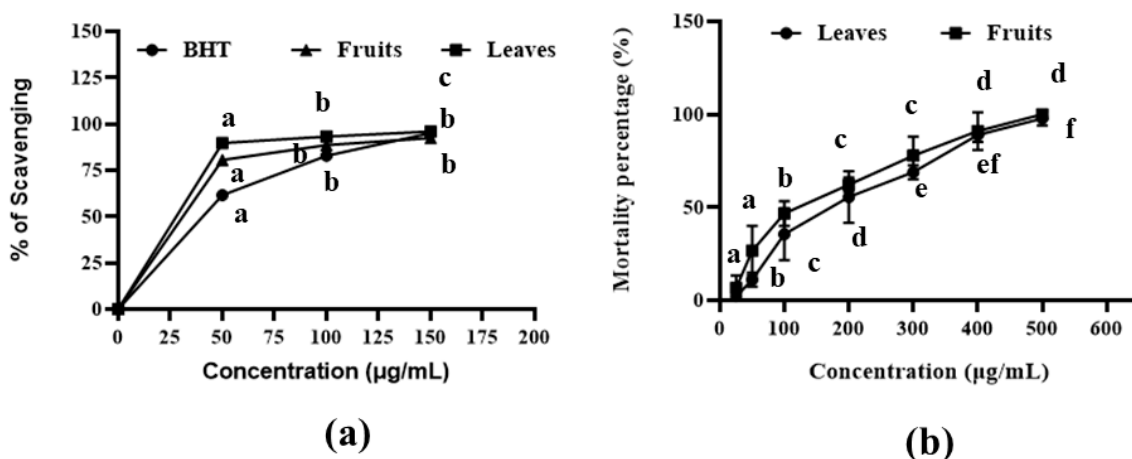 150
125
100
75
50
25
0
% of Scavenging
BHT Fruits Leaves
a
b
c
b
a
b
b
a
b
0 25 50 75 100 125 150 175 200
Concentration (µg/mL)
(a)
150
100
50
0
Mortality percentage (%)
Leaves Fruits
d d
c
c
b
a
a
f
ef
e
d
c
b
0 100 200 300 400 500 600
Concentration (µg/mL)
(b)